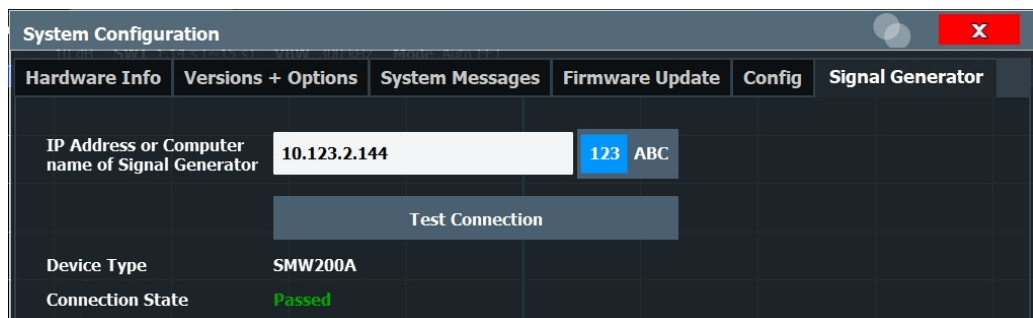 System Configuration
X
Hardware Info
Versions + Options
System Messages
Firmware Update
Config
Signal Generator
IP Address or Computer
name of Signal Generator
10.123.2.144
123 ABC
Test Connection
Device Type
SMW200A
Connection State
Passed